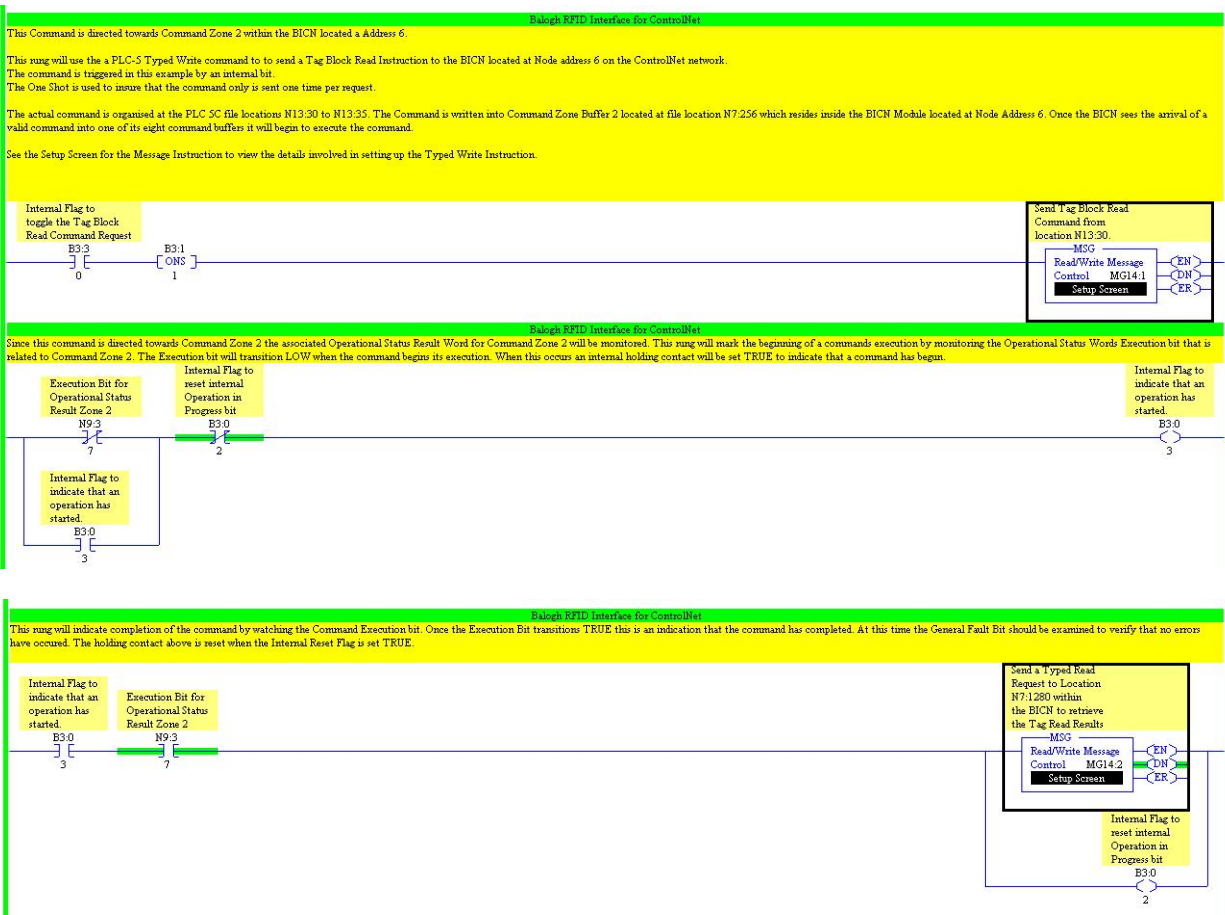 Balogh RFID Interface for ControlNet
This Command is directed towards Command Zone 2 within the BICN located a Address 6.
This rung will use the a PLC-5 Typed Write command to to send a Tag Block Read Instruction to the BICN located at Node address 6 on the ControlNet network.
The command is triggered in this example by an internal bit.
The One Shot is used to insure that the command only is sent one time per request.
The actual command is organised at the PLC 5C file locations N13:30 to N13:35. The Command is written into Command Zone Buffer 2 located at file location N7:256 which resides inside the BICN Module located at Node Address 6. Once the BICN sees the arrival of a
valid command into one of its eight command buffers it will begin to execute the command.
See the Setup Screen for the Message Instruction to view the details involved in setting up the Typed Write Instruction.
Internal Flag to
toggle the Tag Block
Read Command Request
B3:3
0
B3:1
ONS
1
Send Tag Block Read
Command from
location N13:30.
MSG
Read/Write Message
Control MG14:1
Setup Screen
EN
DN
ER
Balogh RFID Interface for ControlNet
Since this command is directed towards Command Zone 2 the associated Operational Status Result Word for Command Zone 2 will be monitored. This rung will mark the beginning of a commands execution by monitoring the Operational Status Words Execution bit that is
related to Command Zone 2. The Execution bit will transition LOW when the command begins its execution. When this occurs an internal holding contact will be set TRUE to indicate that a command has begun.
Execution Bit for
Operational Status
Result Zone 2
N9:3
7
Internal Flag to
reset internal
Operation in
Progress bit
B3:0
2
Internal Flag to
indicate that an
operation has
started.
B3:0
3
Internal Flag to
indicate that an
operation has
started.
B3:0
3
Balogh RFID Interface for ControlNet
This rung will indicate completion of the command by watching the Command Execution bit. Once the Execution Bit transitions TRUE this is an indication that the command has completed. At this time the General Fault Bit should be examined to verify that no errors
have occured. The holding contact above is reset when the Internal Reset Flag is set TRUE.
Internal Flag to
indicate that an
operation has
started.
B3:0
3
Execution Bit for
Operational Status
Result Zone 2
N9:3
7
Send a Typed Read
Request to Location
N7:1280 within
the BICN to retrieve
the Tag Read Results
MSG
Read/Write Message
Control MG14:2
Setup Screen
EN
DN
ER
Internal Flag to
reset internal
Operation in
Progress bit
B3:0
2